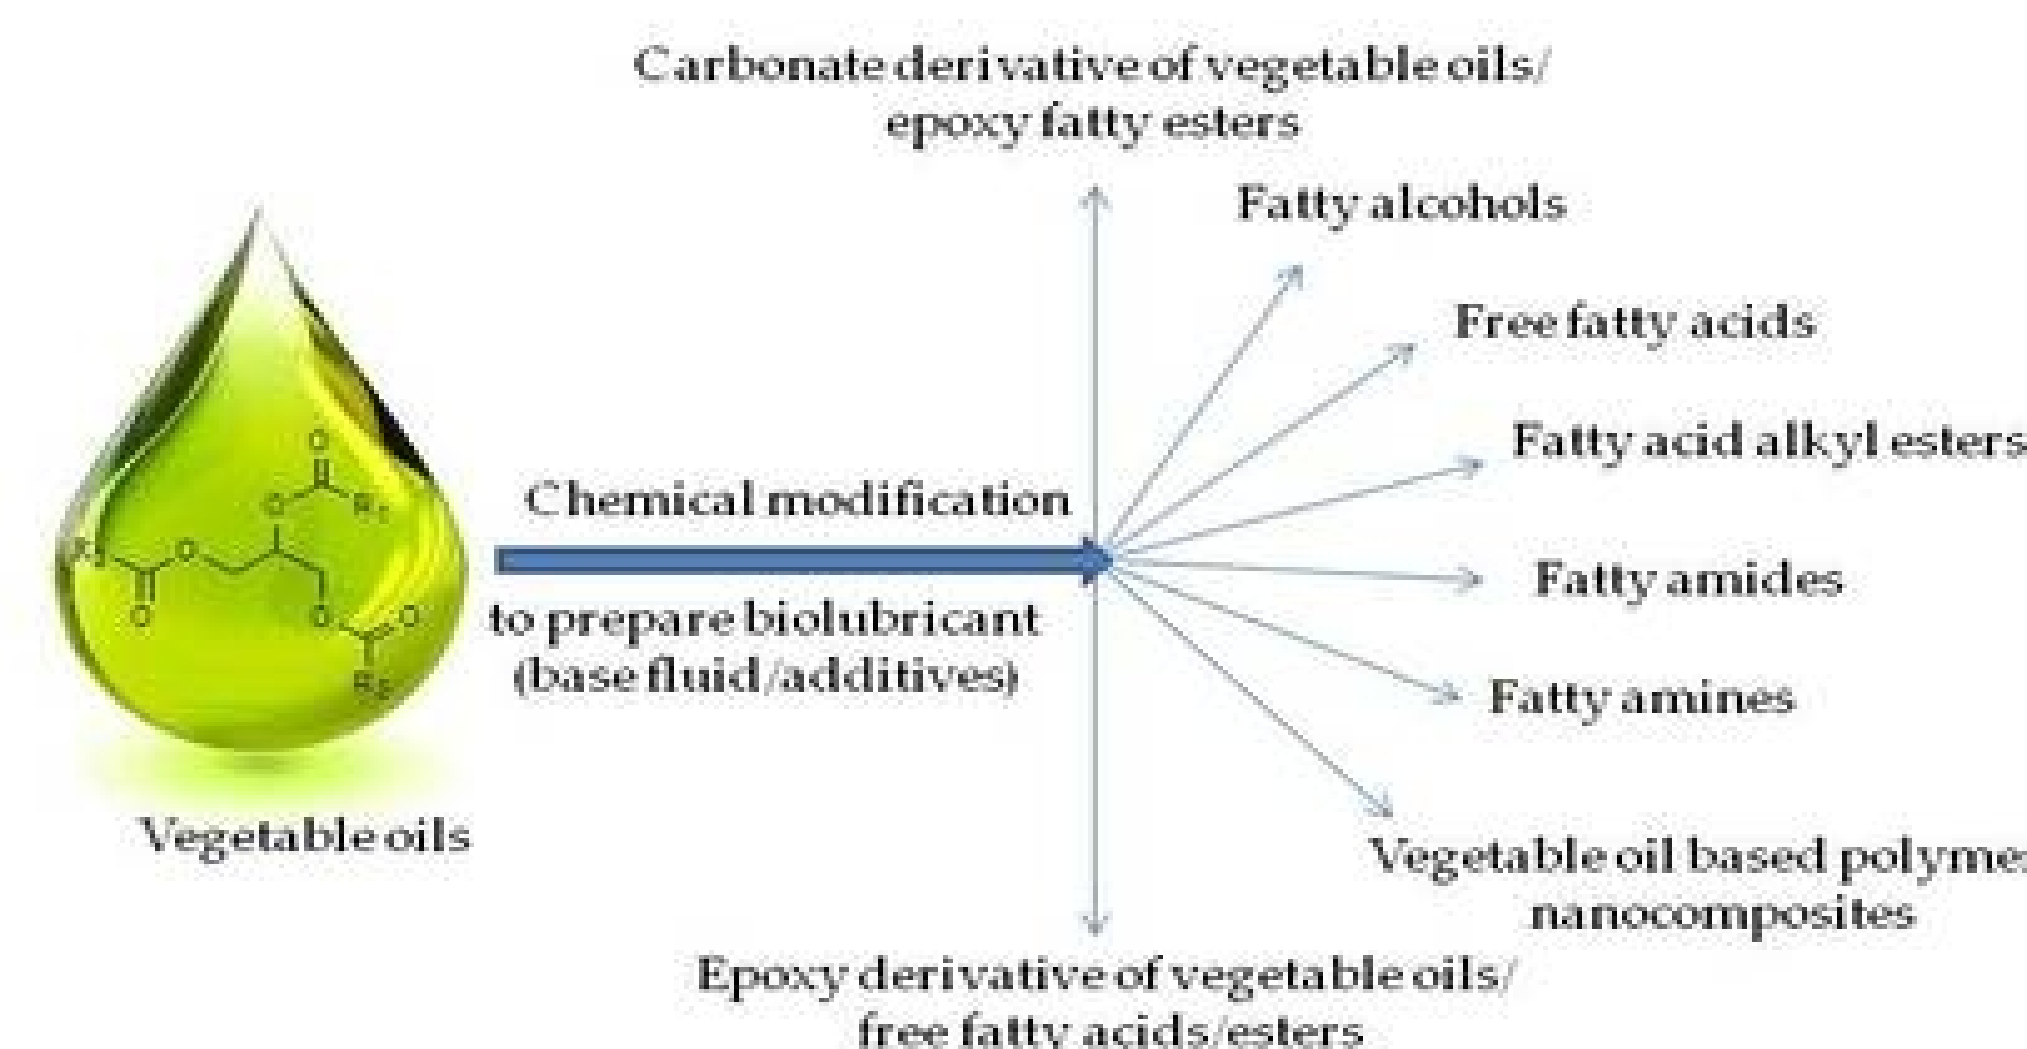 Carbonate derivative of vegetable oils/
epoxy fatty esters
Fatty alcohols
Free fatty acids
Fatty acid alkyl esters
Chemical modification
to prepare biolubricant
(base fluid/additives)
Fatty amides
Fatty amines
Vegetable oil based polyme
nanocomposites
Epoxy derivative of vegetable oils/
free fatty acids/esters
Vegetable oils
O
O
R₁
O
O
O
O
R₂